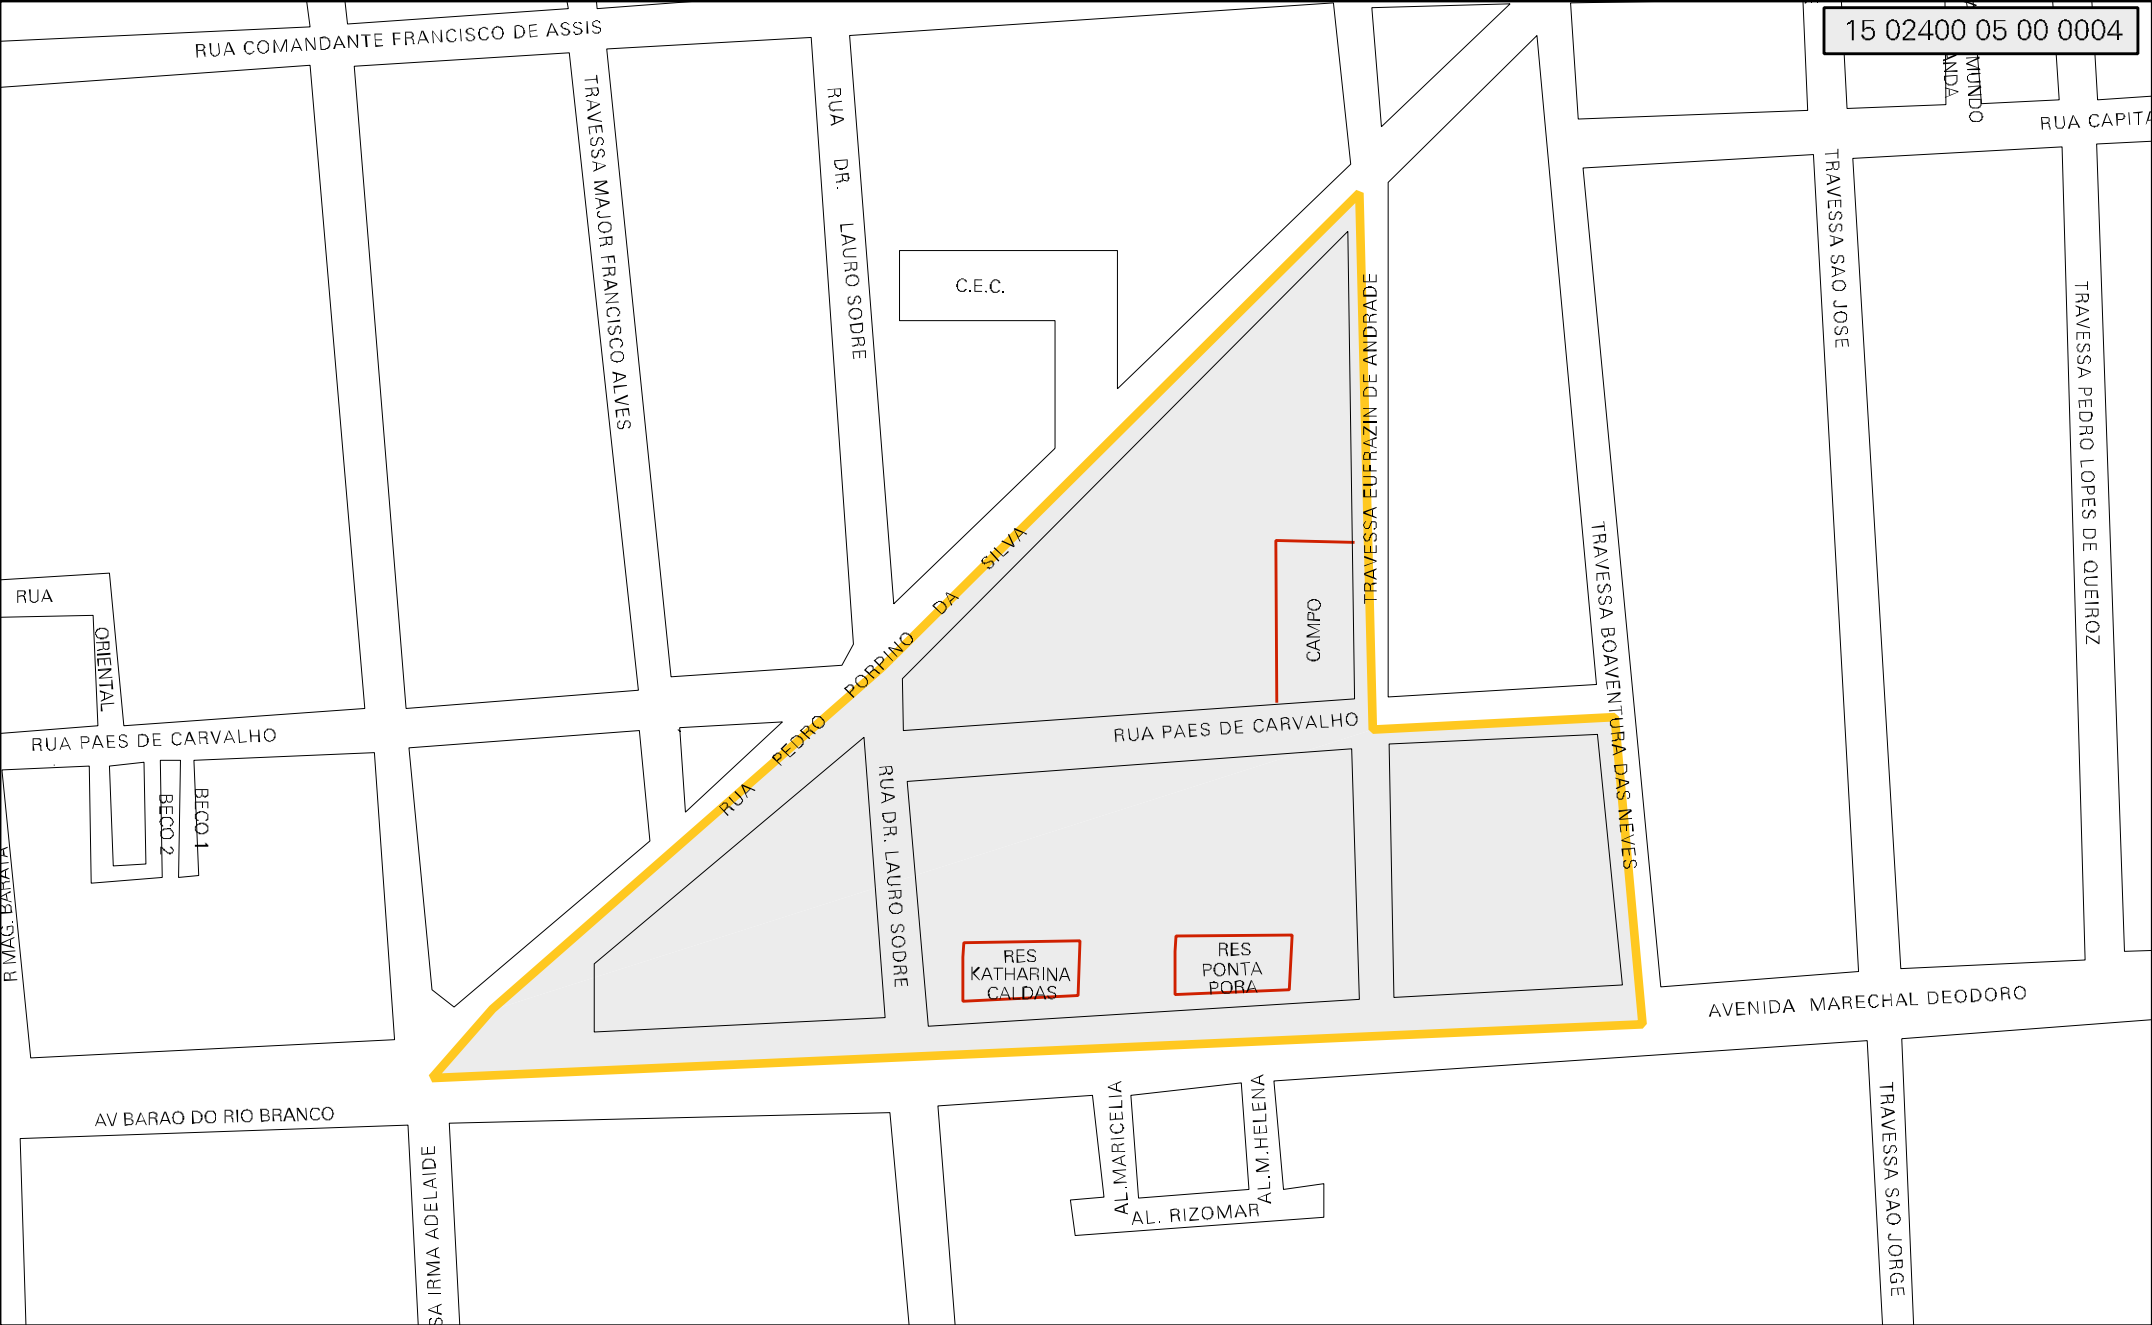 15 02400 05 00 0004
RUA COMANDANTE FRANCISCO DE ASSIS
MUNDO
RUA CAPITA
TRAVESSA MAJOR FRANCISCO ALVES
RUA DR. LAURO SODRE
TRAVESSA SAO JOSE
C.E.C.
TRAVESSA EUFRAZIN DE ANDRADE
TRAVESSA PEDRO LOPES DE QUEIROZ
RUA PEDRO PORPINO DA SILVA
TRAVESSA BOAVENTURA DAS NEVES
RUA
ORIENTAL
CAMPO
RUA PAES DE CARVALHO
RUA PAES DE CARVALHO
BECO 2
BECO 1
RUA DR. LAURO SODRE
R MAG. BARATA
RES
KATHARINA
CALDAS
RES
PONTA
PORA
AVENIDA MARECHAL DEODORO
AV BARAO DO RIO BRANCO
SA IRMA ADELAIDE
AL.MARICELIA
AL.M.HELENA
AL. RIZOMAR
TRAVESSA SAO JORGE